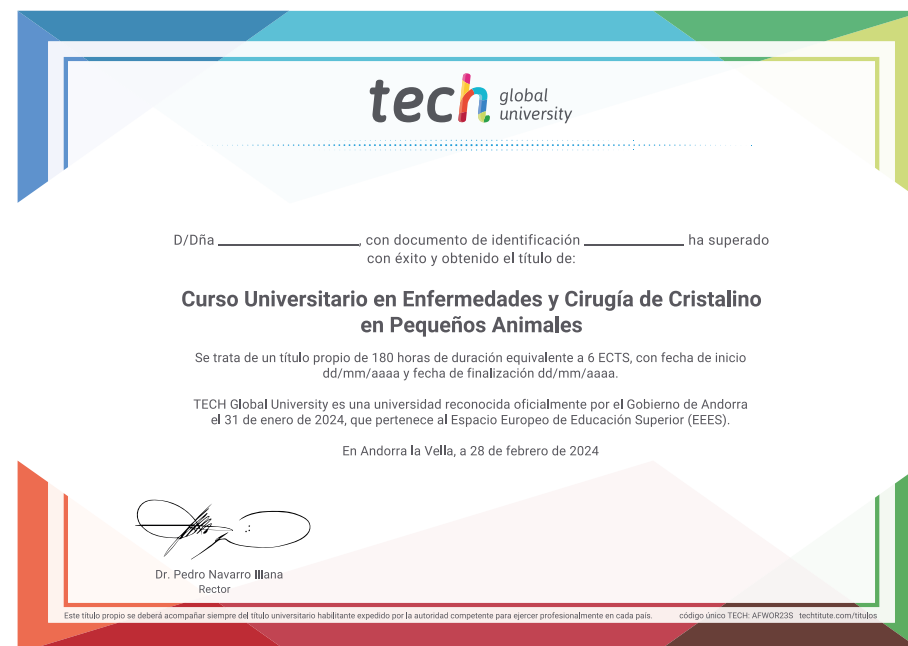 tech global university
D/Dña ____________, con documento de identificación ____________ ha superado
con éxito y obtenido el título de:
Curso Universitario en Enfermedades y Cirugía de Cristalino
en Pequeños Animales
Se trata de un título propio de 180 horas de duración equivalente a 6 ECTS, con fecha de inicio
dd/mm/aaaa y fecha de finalización dd/mm/aaaa.
TECH Global University es una universidad reconocida oficialmente por el Gobierno de Andorra
el 31 de enero de 2024, que pertenece al Espacio Europeo de Educación Superior (EEES).
En Andorra la Vella, a 28 de febrero de 2024
Dr. Pedro Navarro Illana
Rector
Este título propio se deberá acompañar siempre del título universitario habilitante expedido por la autoridad competente para ejercer profesionalmente en cada país. código único TECH: AFWOR23S techtitute.com/titulos